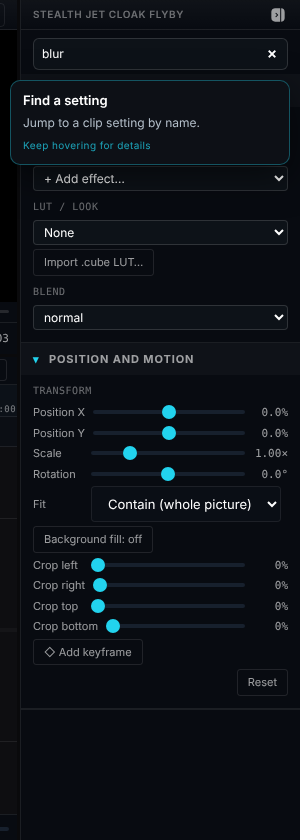 STEALTH JET CLOAK FLYBY
blur
Find a setting
Jump to a clip setting by name.
Keep hovering for details
+ Add effect...
LUT / LOOK
None
Import .cube LUT...
BLEND
normal
03
:00
POSITION AND MOTION
TRANSFORM
Position X 0.0%
Position Y 0.0%
Scale 1.00×
Rotation 0.0°
Fit Contain (whole picture)
Background fill: off
Crop left 0%
Crop right 0%
Crop top 0%
Crop bottom 0%
◇ Add keyframe
Reset